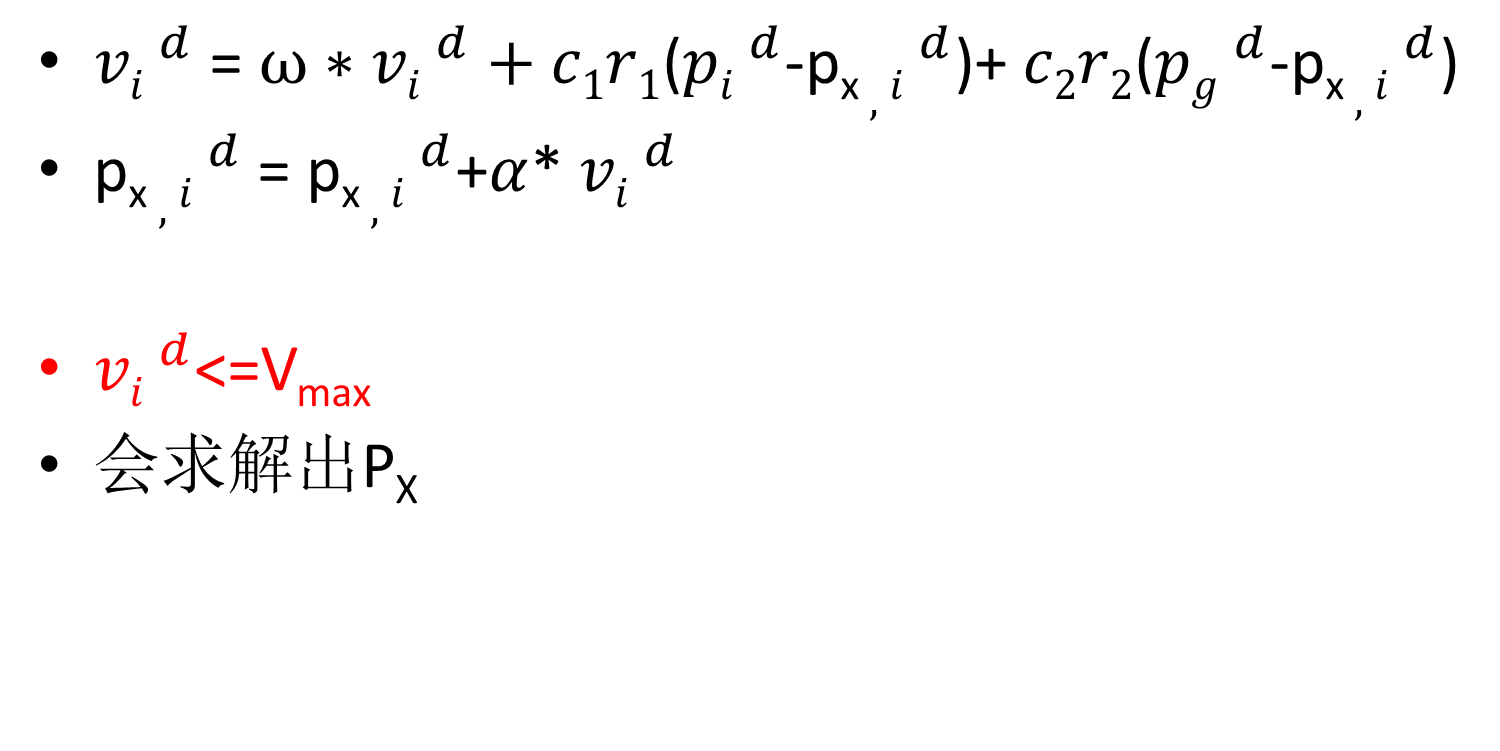 • v_i^d = ω ∗ v_i^d + c_1r_1(p_i^d-p_x,i^d)+ c_2r_2(p_g^d-p_x,i^d)
• p_x,i^d = p_x,i^d+α* v_i^d
• v_i^d<=V_max
• 会求解出P_X